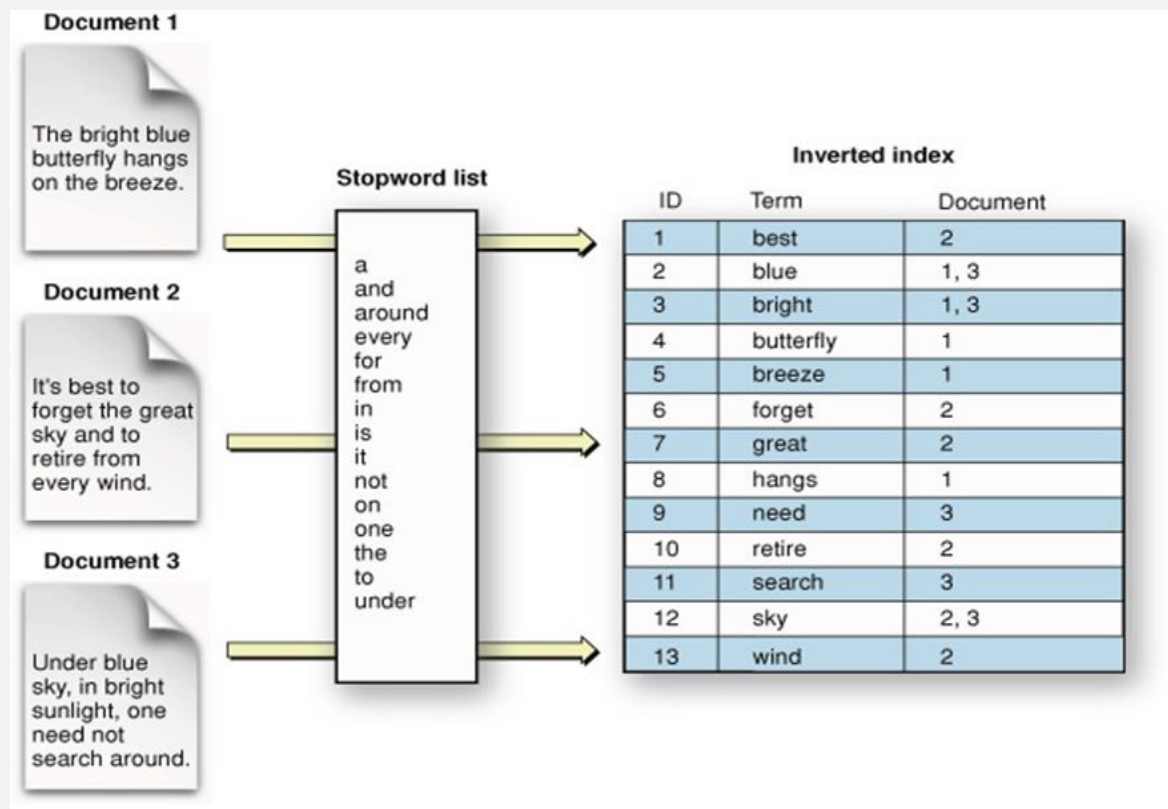 Document 1
The bright blue
butterfly hangs
on the breeze.
Document 2
It's best to
forget the great
sky and to
retire from
every wind.
Document 3
Under blue
sky, in bright
sunlight, one
need not
search around.
Stopword list
a
and
around
every
for
from
in
is
it
not
on
one
the
to
under
Inverted index
ID Term Document
1 best 2
2 blue 1, 3
3 bright 1, 3
4 butterfly 1
5 breeze 1
6 forget 2
7 great 2
8 hangs 1
9 need 3
10 retire 2
11 search 3
12 sky 2, 3
13 wind 2